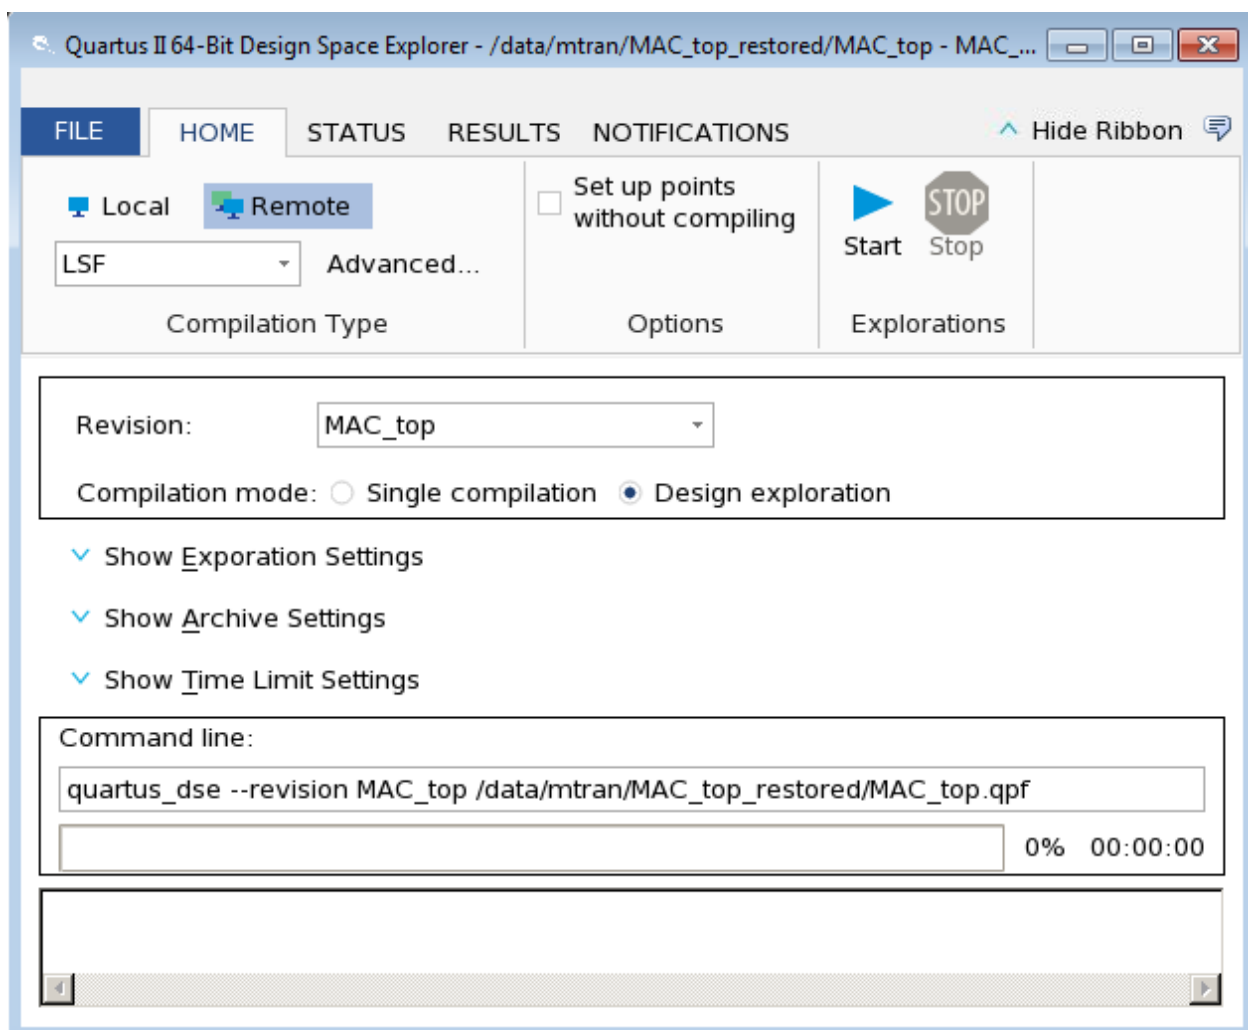 Quartus II 64-Bit Design Space Explorer - /data/mtran/MAC_top_restored/MAC_top - MAC_...
FILE HOME STATUS RESULTS NOTIFICATIONS Hide Ribbon
Local Remote
LSF Advanced...
Compilation Type
Set up points
without compiling
Options
STOP
Start Stop
Explorations
Revision: MAC_top
Compilation mode: Single compilation Design exploration
Show Exporation Settings
Show Archive Settings
Show Time Limit Settings
Command line:
quartus_dse --revision MAC_top /data/mtran/MAC_top_restored/MAC_top.qpf
0% 00:00:00